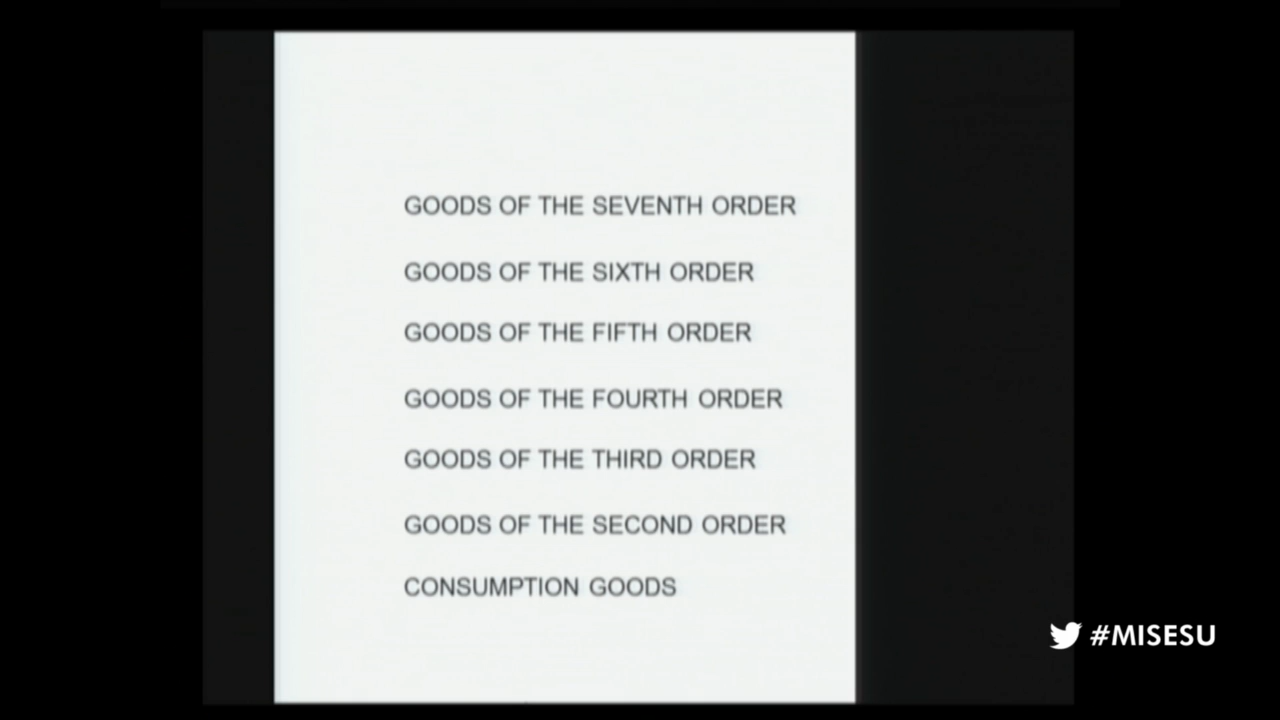 GOODS OF THE SEVENTH ORDER
GOODS OF THE SIXTH ORDER
GOODS OF THE FIFTH ORDER
GOODS OF THE FOURTH ORDER
GOODS OF THE THIRD ORDER
GOODS OF THE SECOND ORDER
CONSUMPTION GOODS
#MISESU